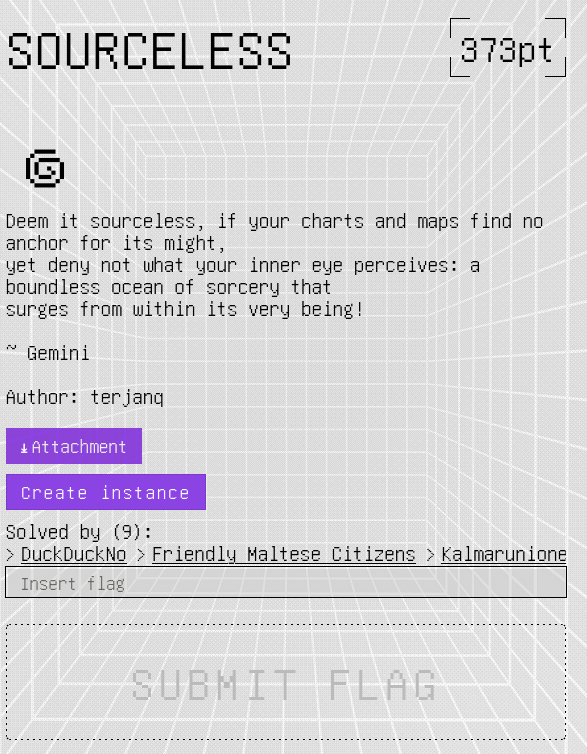 SOURCELESS
373pt
Deem it sourceless, if your charts and maps find no
anchor for its might,
yet deny not what your inner eye perceives: a
boundless ocean of sorcery that
surges from within its very being!
~ Gemini
Author: terjanq
Attachment
Create instance
Solved by (9):
> DuckDuckNo > Friendly Maltese Citizens > Kalmarunione
Insert flag
SUBMIT FLAG